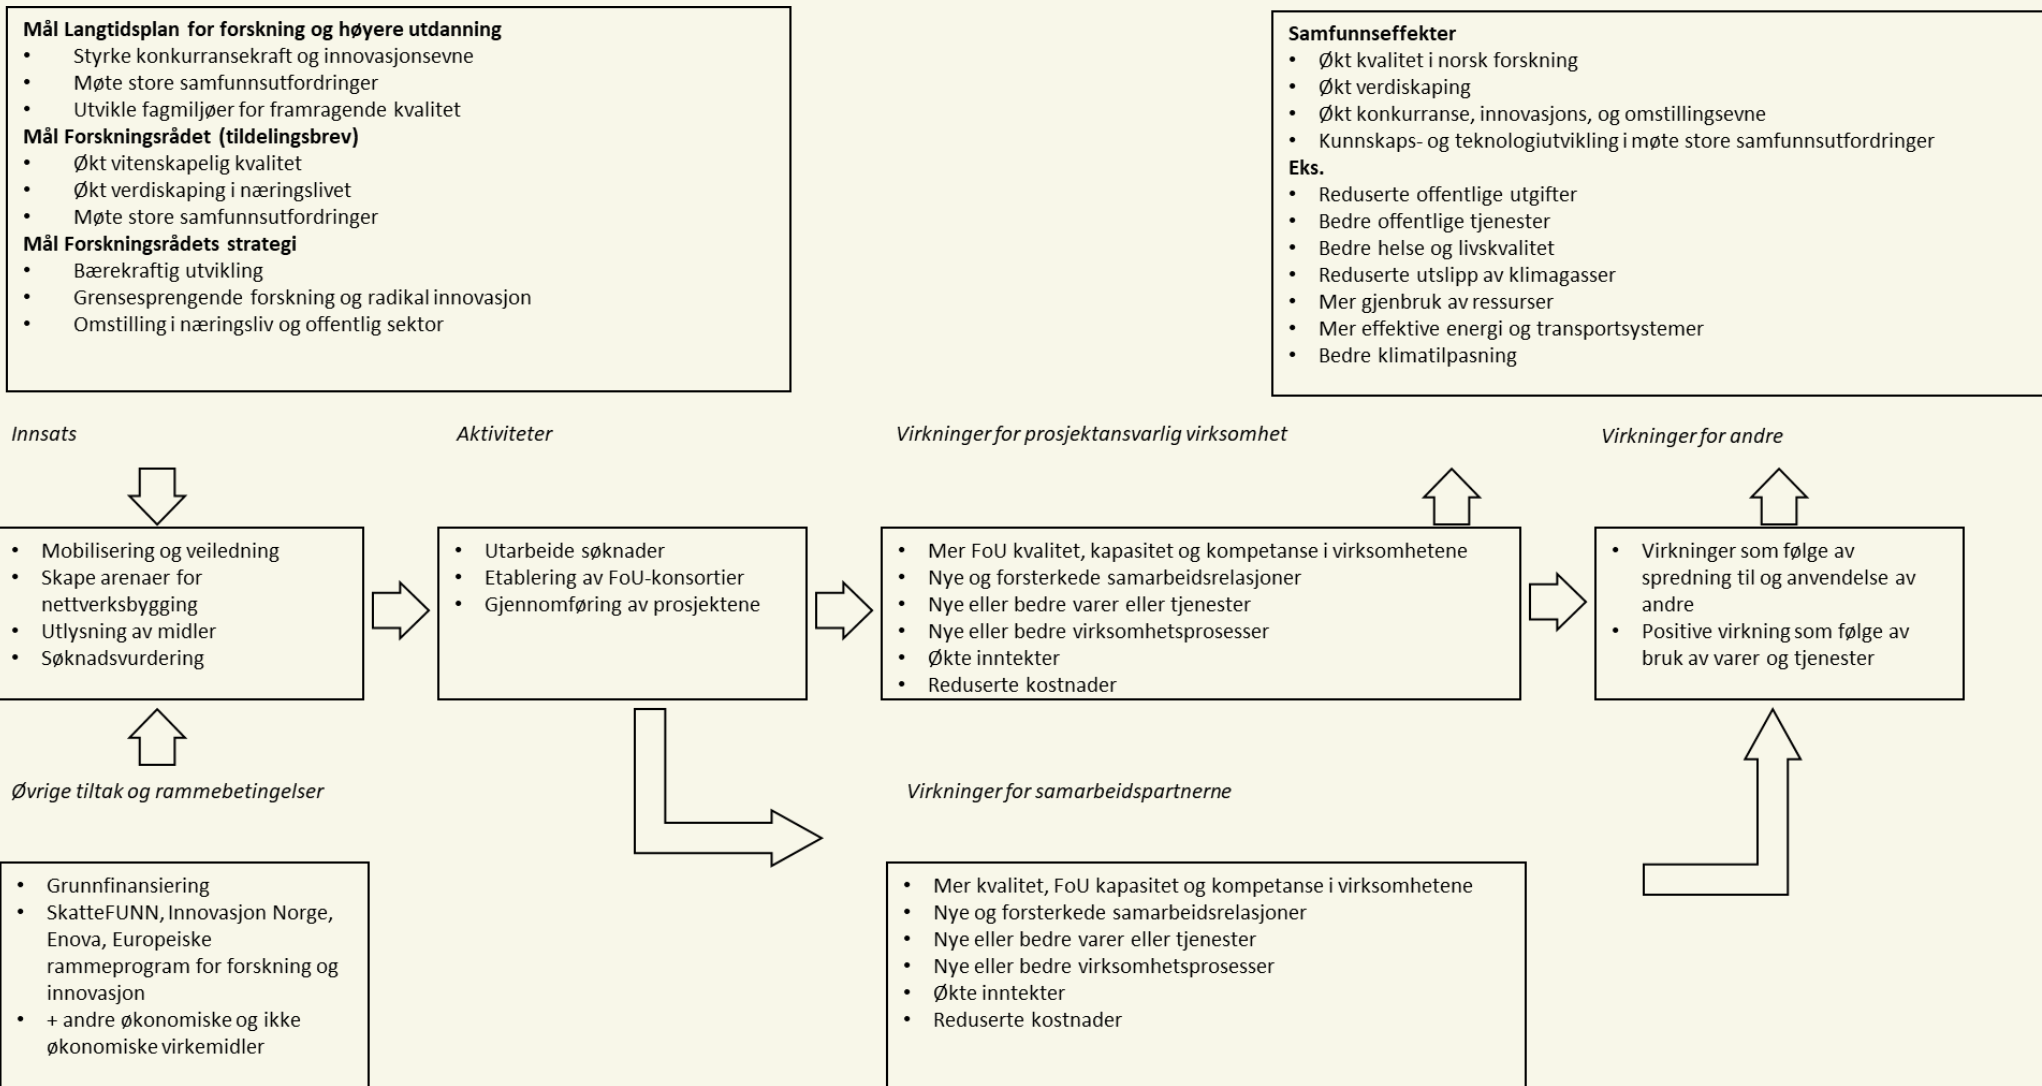 Mål Langtidsplan for forskning og høyere utdanning
• Styrke konkurransekraft og innovasjonsevne
• Møte store samfunnsutfordringer
• Utvikle fagmiljøer for framragende kvalitet
Mål Forskningsrådet (tildelingsbrev)
• Økt vitenskapelig kvalitet
• Økt verdiskaping i næringslivet
• Møte store samfunnsutfordringer
Mål Forskningsrådets strategi
• Bærekraftig utvikling
• Grensesprengende forskning og radikal innovasjon
• Omstilling i næringsliv og offentlig sektor
Samfunnseffekter
• Økt kvalitet i norsk forskning
• Økt verdiskaping
• Økt konkurranse, innovasjons, og omstillingsevne
• Kunnskaps- og teknologiutvikling i møte store samfunnsutfordringer
Eks.
• Reduserte offentlige utgifter
• Bedre offentlige tjenester
• Bedre helse og livskvalitet
• Reduserte utslipp av klimagasser
• Mer gjenbruk av ressurser
• Mer effektive energi og transportsystemer
• Bedre klimatilpasning
Innsats
Aktiviteter
Virkninger for prosjektansvarlig virksomhet
Virkninger for andre
• Mobilisering og veiledning
• Skape arenaer for
nettverksbygging
• Utlysning av midler
• Søknadsvurdering
• Utarbeide søknader
• Etablering av FoU-konsortier
• Gjennomføring av prosjektene
• Mer FoU kvalitet, kapasitet og kompetanse i virksomhetene
• Nye og forsterkede samarbeidsrelasjoner
• Nye eller bedre varer eller tjenester
• Nye eller bedre virksomhetsprosesser
• Økte inntekter
• Reduserte kostnader
• Virkninger som følge av
spredning til og anvendelse av
andre
• Positive virkning som følge av
bruk av varer og tjenester
Øvrige tiltak og rammebetingelser
Virkninger for samarbeidspartnerne
• Grunnfinansiering
• SkatteFUNN, Innovasjon Norge,
Enova, Europeiske
rammeprogram for forskning og
innovasjon
• + andre økonomiske og ikke
økonomiske virkemidler
• Mer kvalitet, FoU kapasitet og kompetanse i virksomhetene
• Nye og forsterkede samarbeidsrelasjoner
• Nye eller bedre varer eller tjenester
• Nye eller bedre virksomhetsprosesser
• Økte inntekter
• Reduserte kostnader